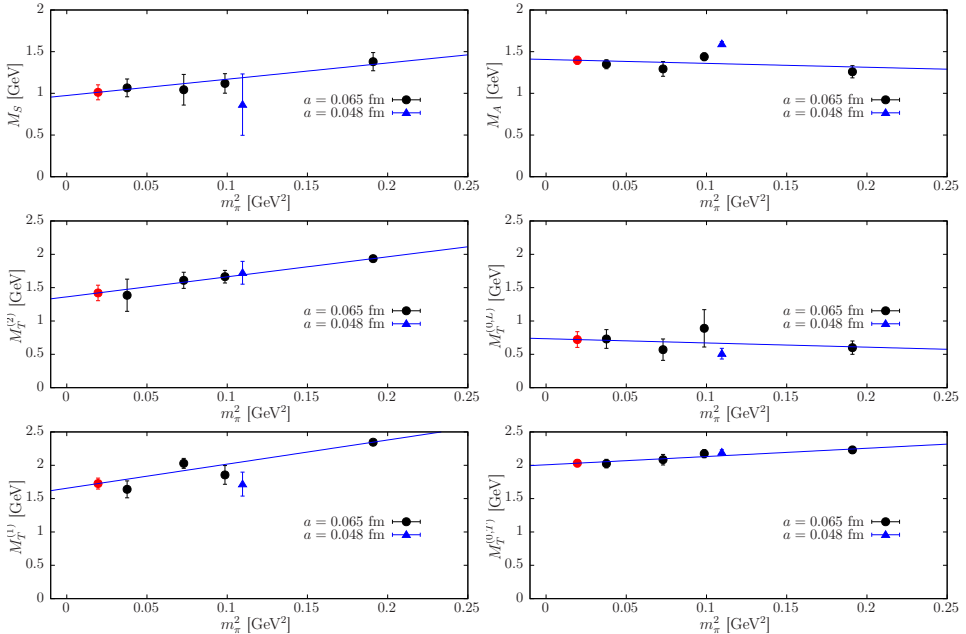 M_S [GeV]
2
1.5
1
0.5
0
0
0.05
0.1
0.15
0.2
0.25
m_π^2 [GeV^2]
a = 0.065 fm
a = 0.048 fm
M_A [GeV]
2
1.5
1
0.5
0
0
0.05
0.1
0.15
0.2
0.25
m_π^2 [GeV^2]
a = 0.065 fm
a = 0.048 fm
M_T^(2) [GeV]
2.5
2
1.5
1
0.5
0
0
0.05
0.1
0.15
0.2
0.25
m_π^2 [GeV^2]
a = 0.065 fm
a = 0.048 fm
M_T^(0,L) [GeV]
2.5
2
1.5
1
0.5
0
0
0.05
0.1
0.15
0.2
0.25
m_π^2 [GeV^2]
a = 0.065 fm
a = 0.048 fm
M_T^(1) [GeV]
2.5
2
1.5
1
0.5
0
0
0.05
0.1
0.15
0.2
0.25
m_π^2 [GeV^2]
a = 0.065 fm
a = 0.048 fm
M_T^(0,T) [GeV]
2.5
2
1.5
1
0.5
0
0
0.05
0.1
0.15
0.2
0.25
m_π^2 [GeV^2]
a = 0.065 fm
a = 0.048 fm